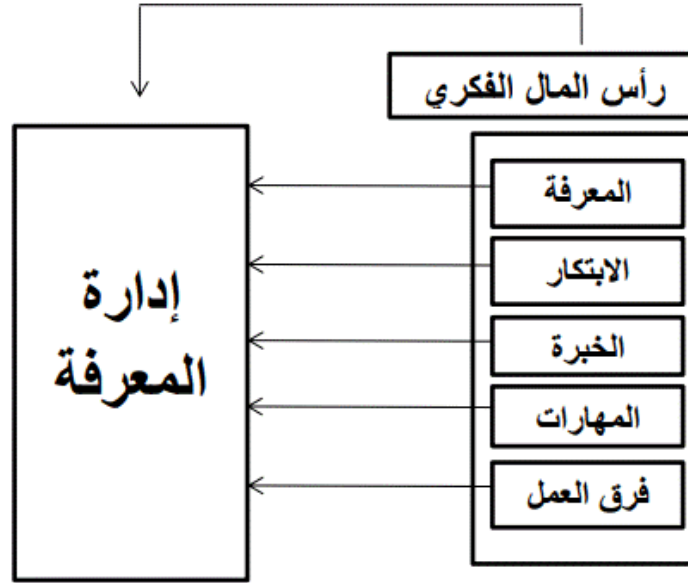 رأس المال الفكري
المعرفة
الابتكار
الخبرة
المهارات
فرق العمل
إدارة
المعرفة